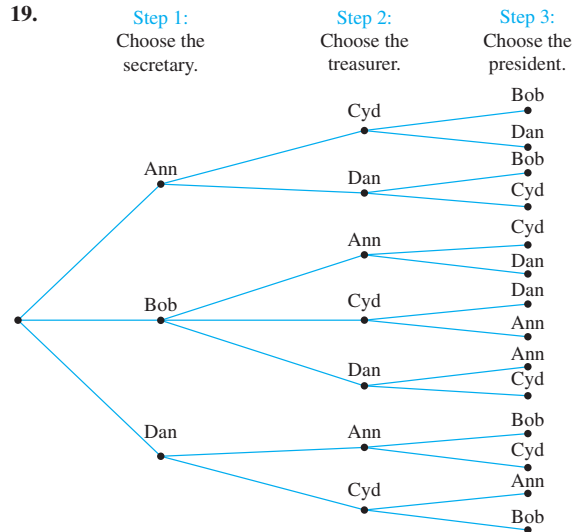 19.
Step 1: Step 2: Step 3:
Choose the Choose the Choose the
secretary. treasurer. president.
Bob
Cyd
Dan
Ann
Bob
Dan
Cyd
Cyd
Ann
Dan
Bob
Dan
Cyd
Ann
Ann
Dan
Cyd
Dan
Bob
Ann
Cyd
Ann
Cyd
Bob